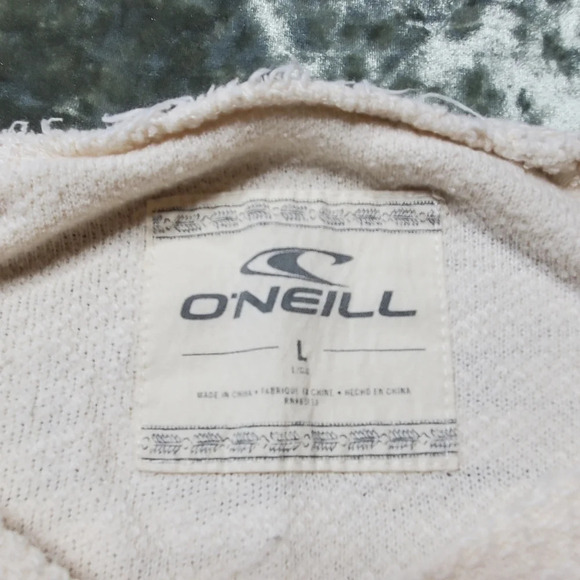 O'NEILL
L
MADE IN CHINA • FABRIQUÉ EN CHINE • HECHO EN CHINA